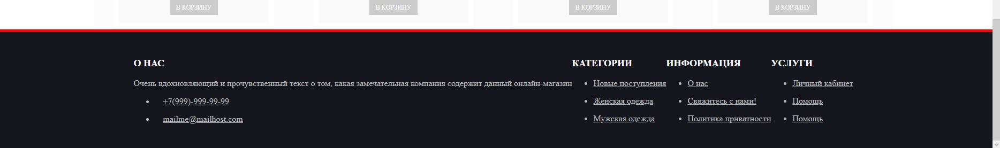 В КОРЗИНУ В КОРЗИНУ В КОРЗИНУ В КОРЗИНУ
О НАС
Очень вдохновляющий и прочувственный текст о том, какая замечательная компания содержит данный онлайн-магазин
+7(999)-999-99-99
mailme@mailhost.com
КАТЕГОРИИ
Новые поступления
Женская одежда
Мужская одежда
ИНФОРМАЦИЯ
О нас
Свяжитесь с нами!
Политика приватности
УСЛУГИ
Личный кабинет
Помощь
Помощь